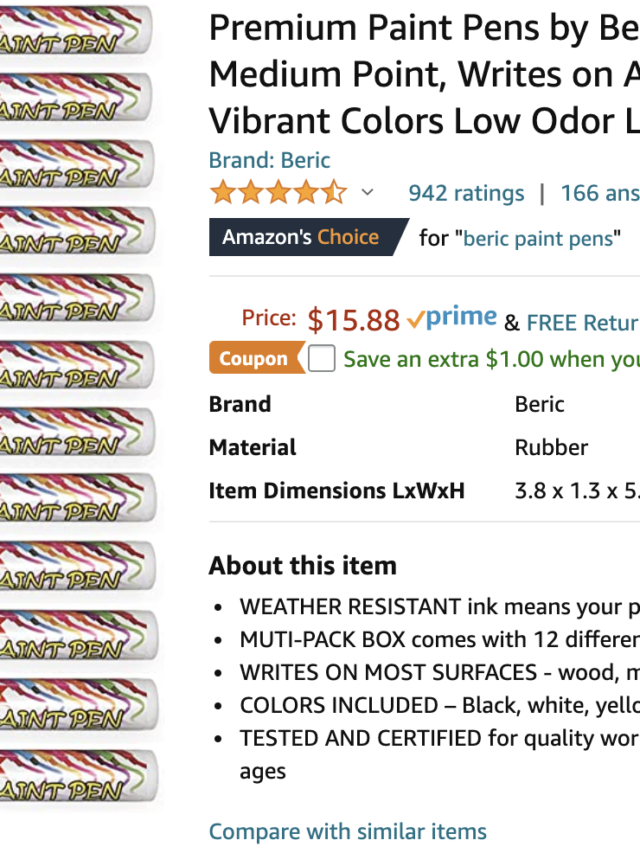 Premium Paint Pens by Be
Medium Point, Writes on A
Vibrant Colors Low Odor L
Brand: Beric
942 ratings | 166 ans
Amazon's Choice for "beric paint pens"
Price: $15.88 prime & FREE Retur
Coupon Save an extra $1.00 when you
Brand Beric
Material Rubber
Item Dimensions LxWxH 3.8 x 1.3 x 5.
About this item
• WEATHER RESISTANT ink means your p
• MUTI-PACK BOX comes with 12 differen
• WRITES ON MOST SURFACES - wood, m
• COLORS INCLUDED – Black, white, yello
• TESTED AND CERTIFIED for quality wor
ages
Compare with similar items
AINT PEN
AINT PEN
AINT PEN
AINT PEN
AINT PEN
AINT PEN
AINT PEN
AINT PEN
AINT PEN
AINT PEN
AINT PEN
AINT PEN